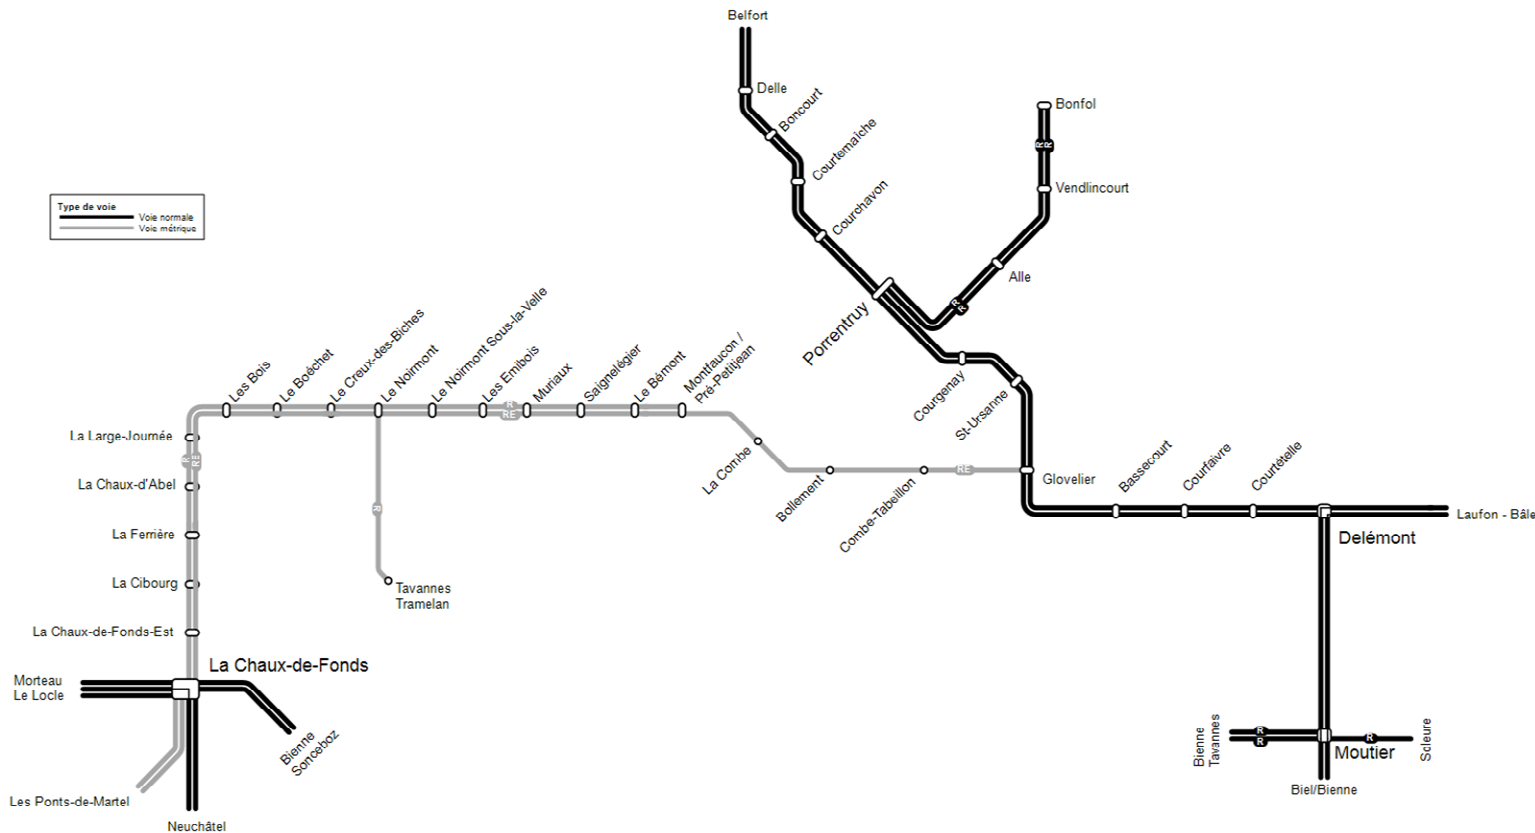 Belfort
Delle
Boncourt
Courtemaîche
Courchavon
Bonfol
R
R
Vendlincourt
Alle
R
R
Porrentruy
Type de voie
Voie normale
Voie métrique
Courgenay
St-Ursanne
Les Bois
Le Boéchet
Le Creux-des-Biches
Le Noirmont
Le Noirmont Sous-la-Velle
Les Emibois
R
RE
Muriaux
Saignelégier
Le Bémont
Montfaucon /
Pré-Petitjean
La Large-Journée
R
RE
La Chaux-d'Abel
La Ferrière
La Cibourg
La Chaux-de-Fonds-Est
La Chaux-de-Fonds
R
Tavannes
Tramelan
La Combe
Bollement
Combe-Tabeillon
RE
Glovelier
Bassecourt
Courfaivre
Courtételle
Delémont
Laufon - Bâle
Morteau
Le Locle
Bienne
Sonceboz
Les Ponts-de-Martel
Neuchâtel
Bienne
Tavannes
R
R
R
Moutier
Soleure
Biel/Bienne